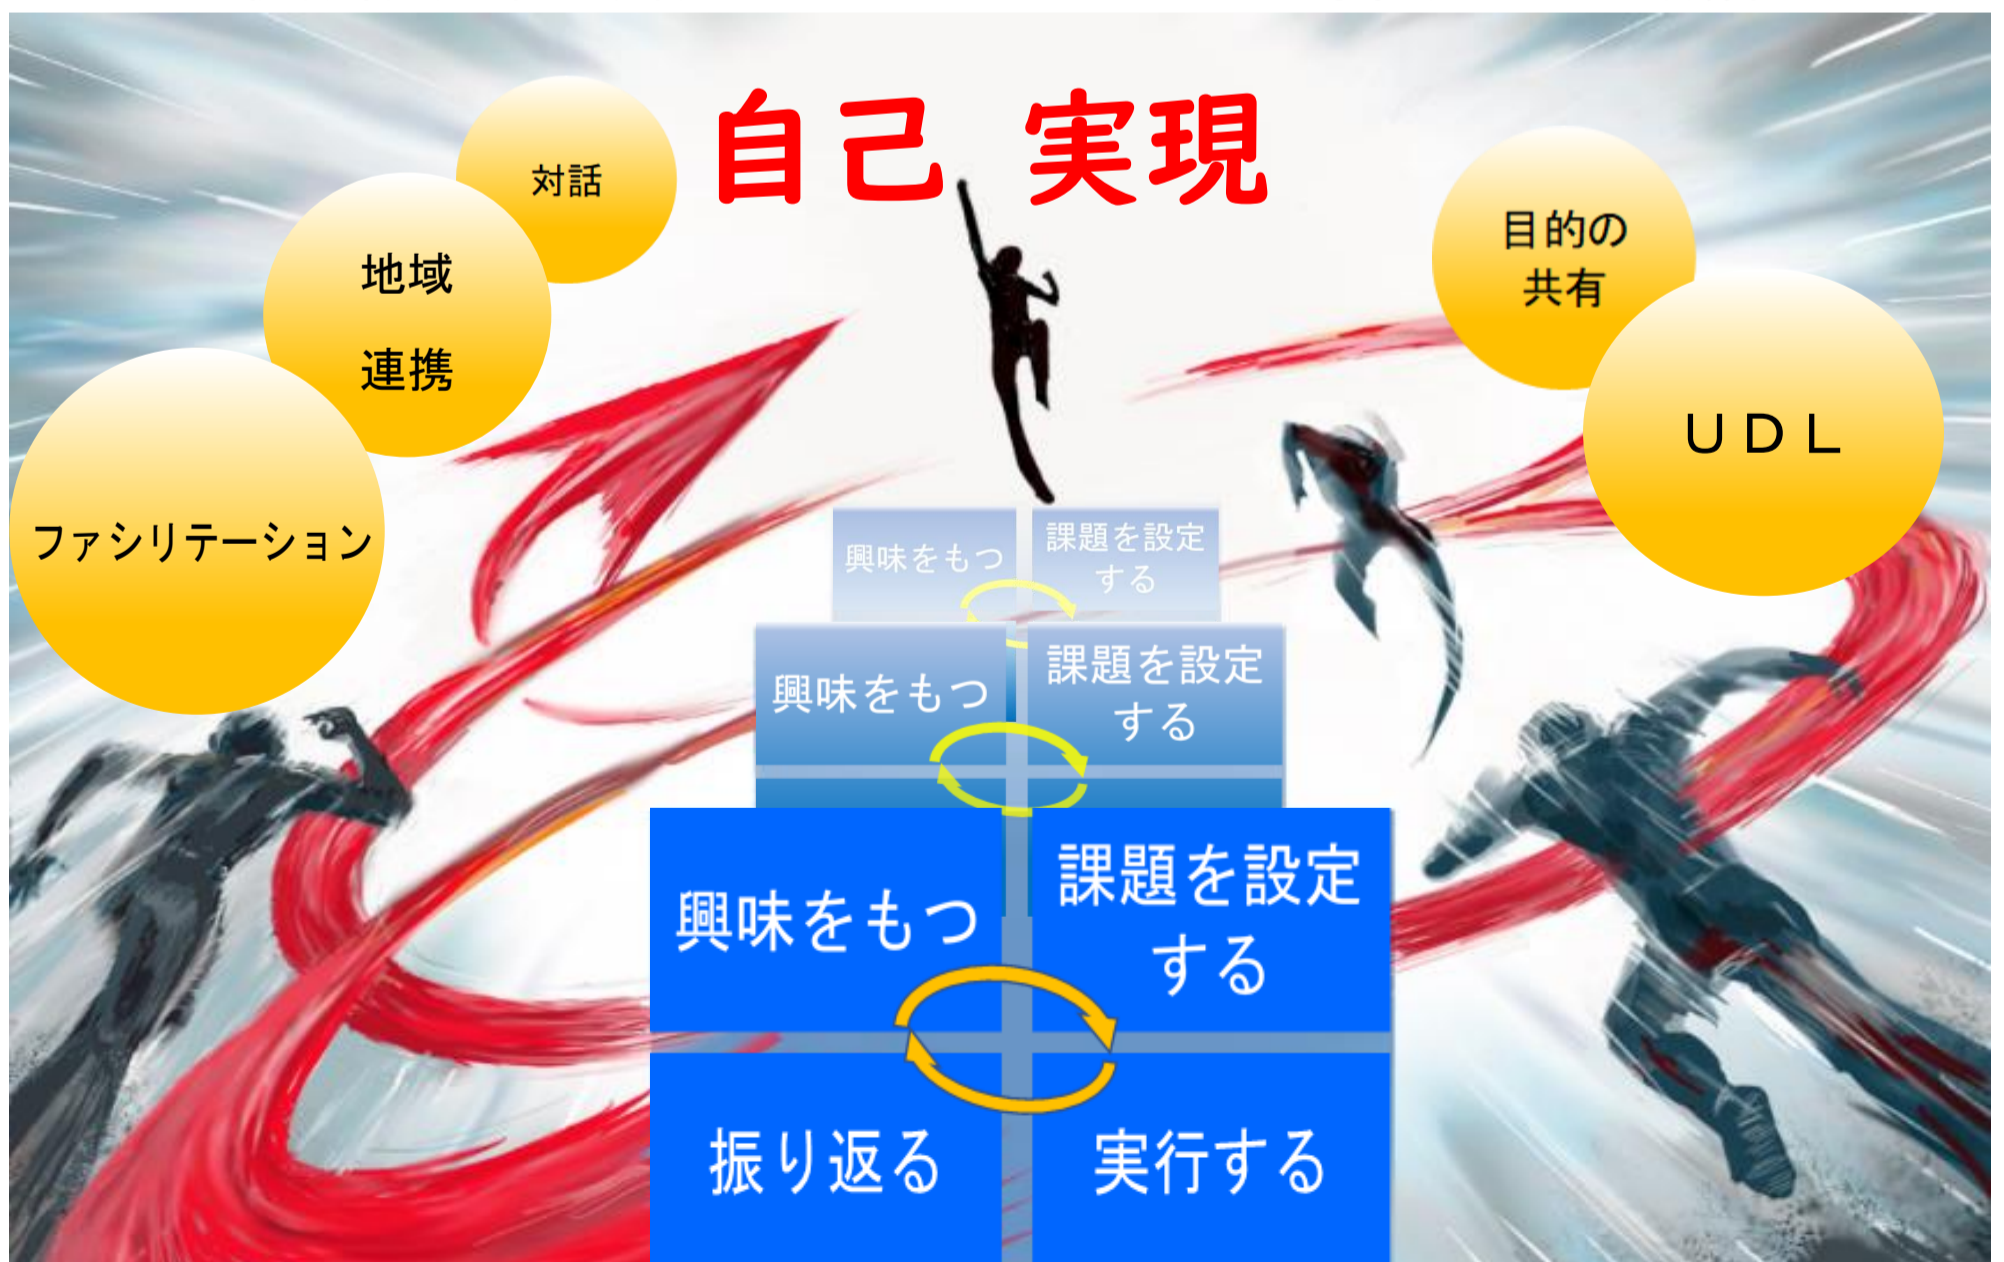 自己 実現
対話
地域
連携
ファシリテーション
目的の
共有
ＵＤＬ
興味をもつ
課題を設定
する
興味をもつ
課題を設定
する
興味をもつ
課題を設定
する
振り返る
実行する